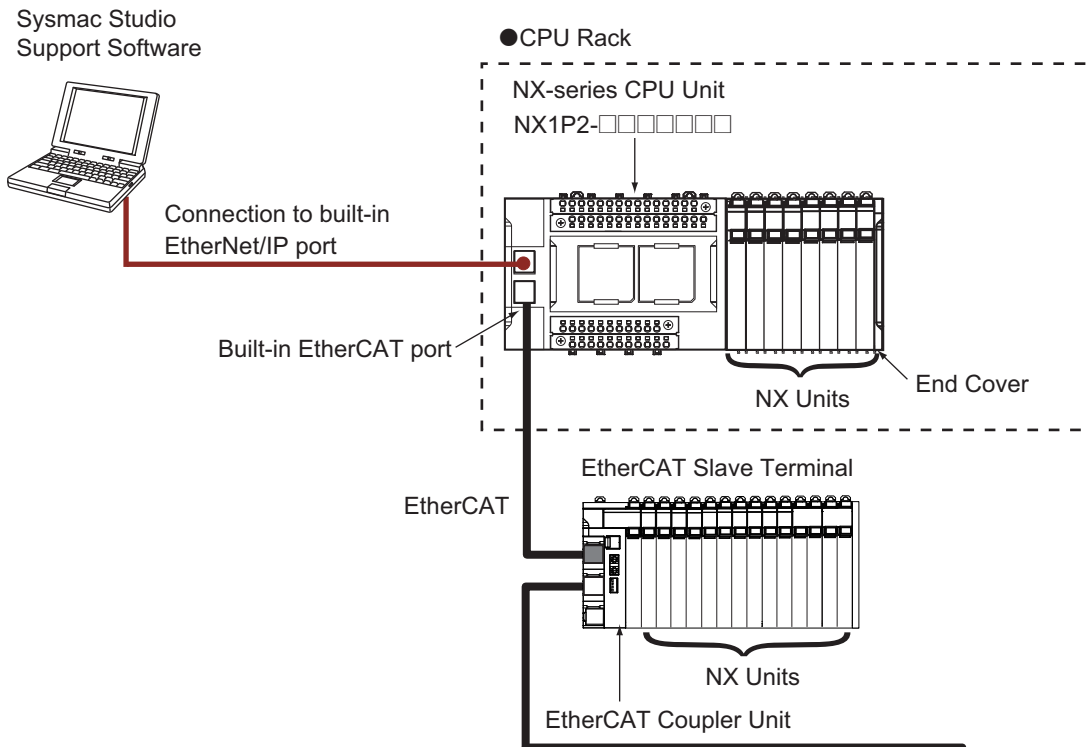 Sysmac Studio
Support Software
●CPU Rack
NX-series CPU Unit
NX1P2-□□□□□□□
Connection to built-in
EtherNet/IP port
Built-in EtherCAT port
End Cover
NX Units
EtherCAT Slave Terminal
EtherCAT
NX Units
EtherCAT Coupler Unit